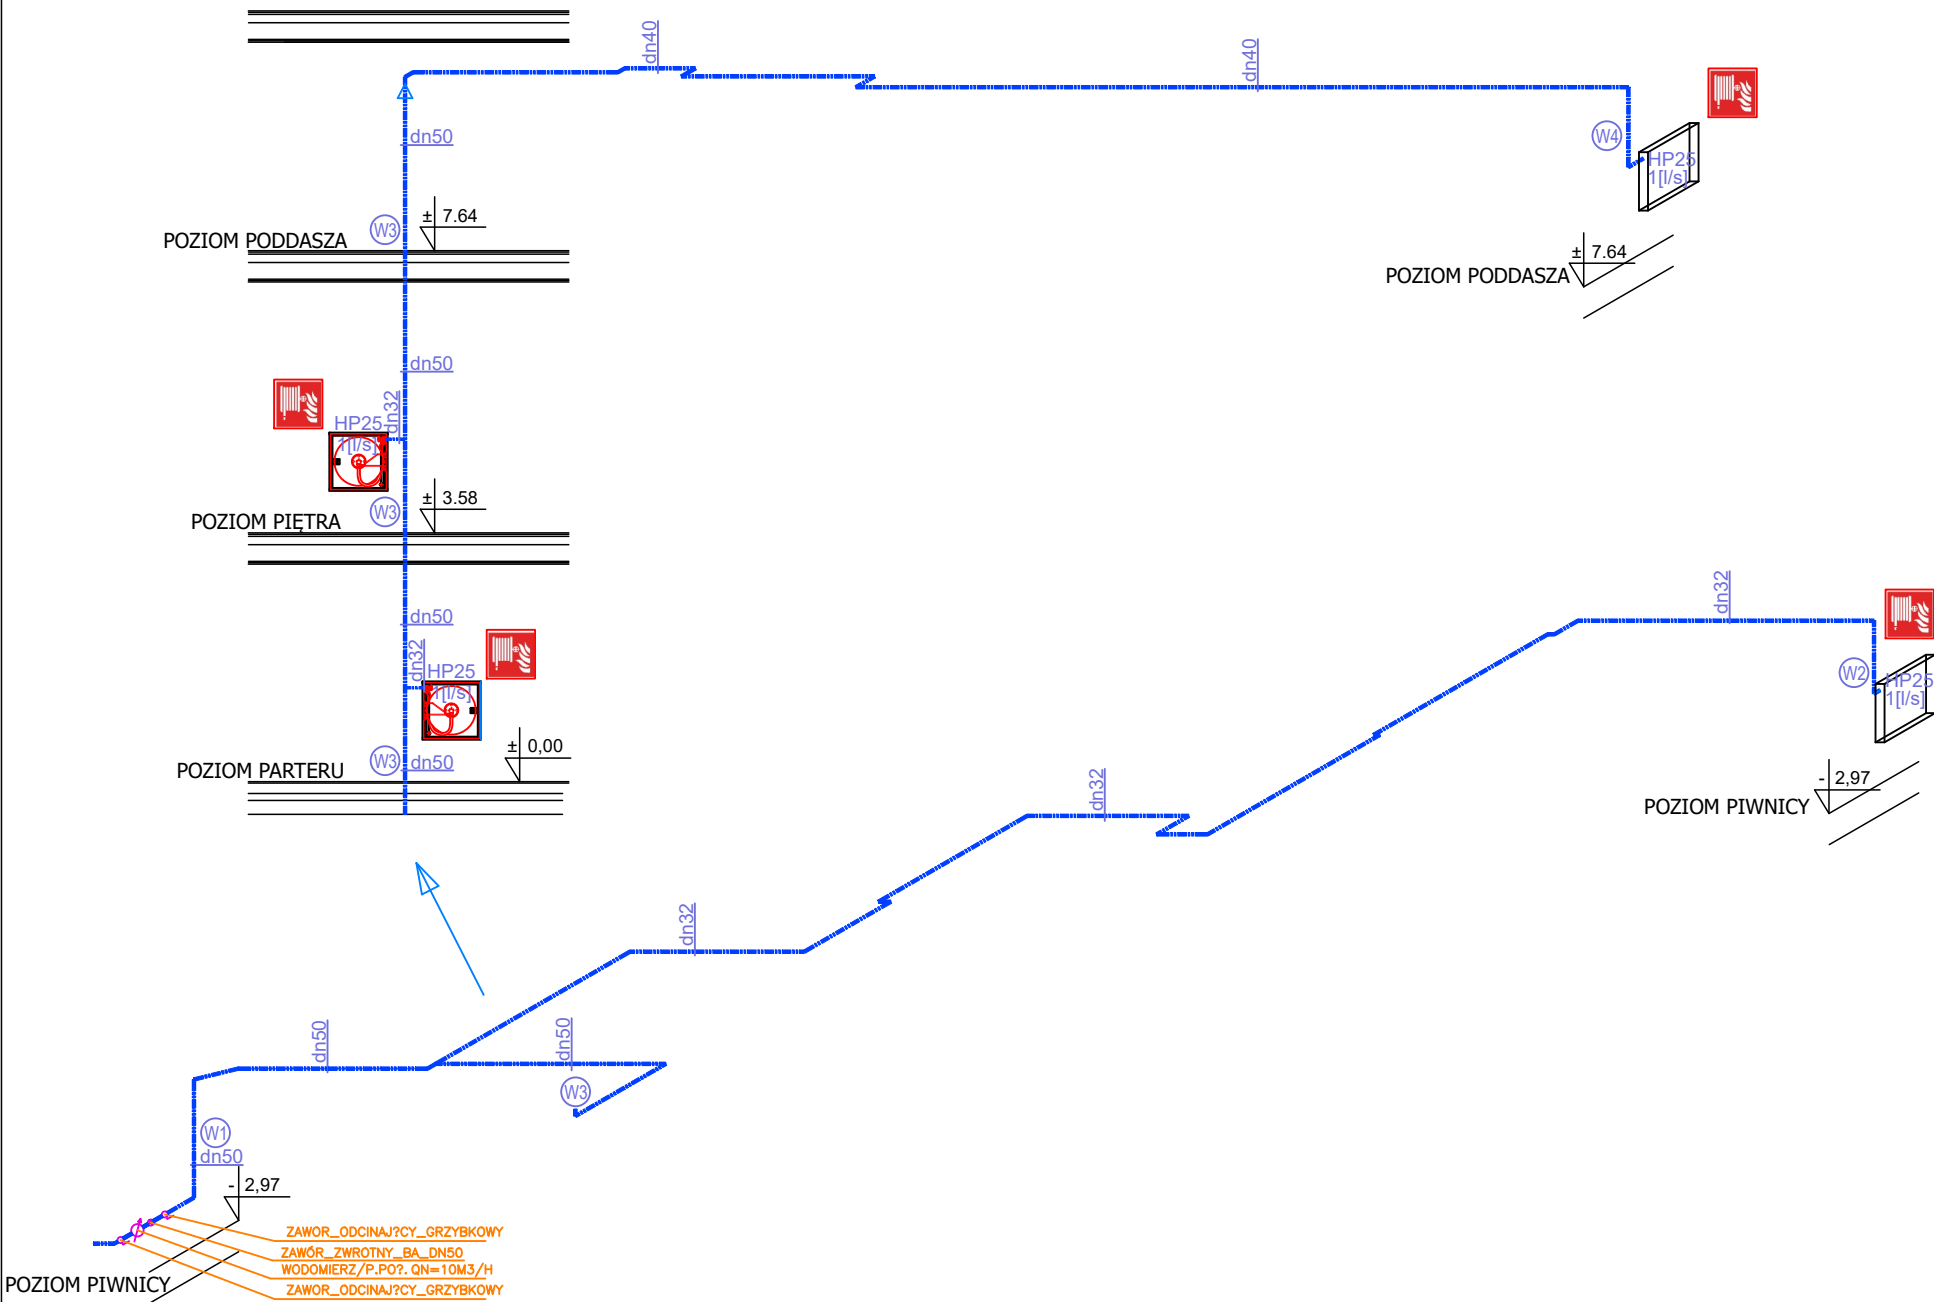 dn40
dn40
dn50
W4
HP25
1[l/s]
W3
± 7.64
POZIOM PODDASZA
± 7.64
POZIOM PODDASZA
dn50
dn32
HP25
1[l/s]
W3
± 3.58
POZIOM PIĘTRA
dn32
dn50
dn32
HP25
1[l/s]
W2
HP25
1[l/s]
W3
dn50
± 0,00
POZIOM PARTERU
dn32
- 2,97
POZIOM PIWNICY
dn32
dn50
dn50
W3
W1
dn50
- 2,97
ZAWOR_ODCINAJ?CY_GRZYBKOWY
ZAWÓR_ZWROTNY_BA_DN50
WODOMIERZ/P.PO?. QN=10M3/H
ZAWOR_ODCINAJ?CY_GRZYBKOWY
POZIOM PIWNICY